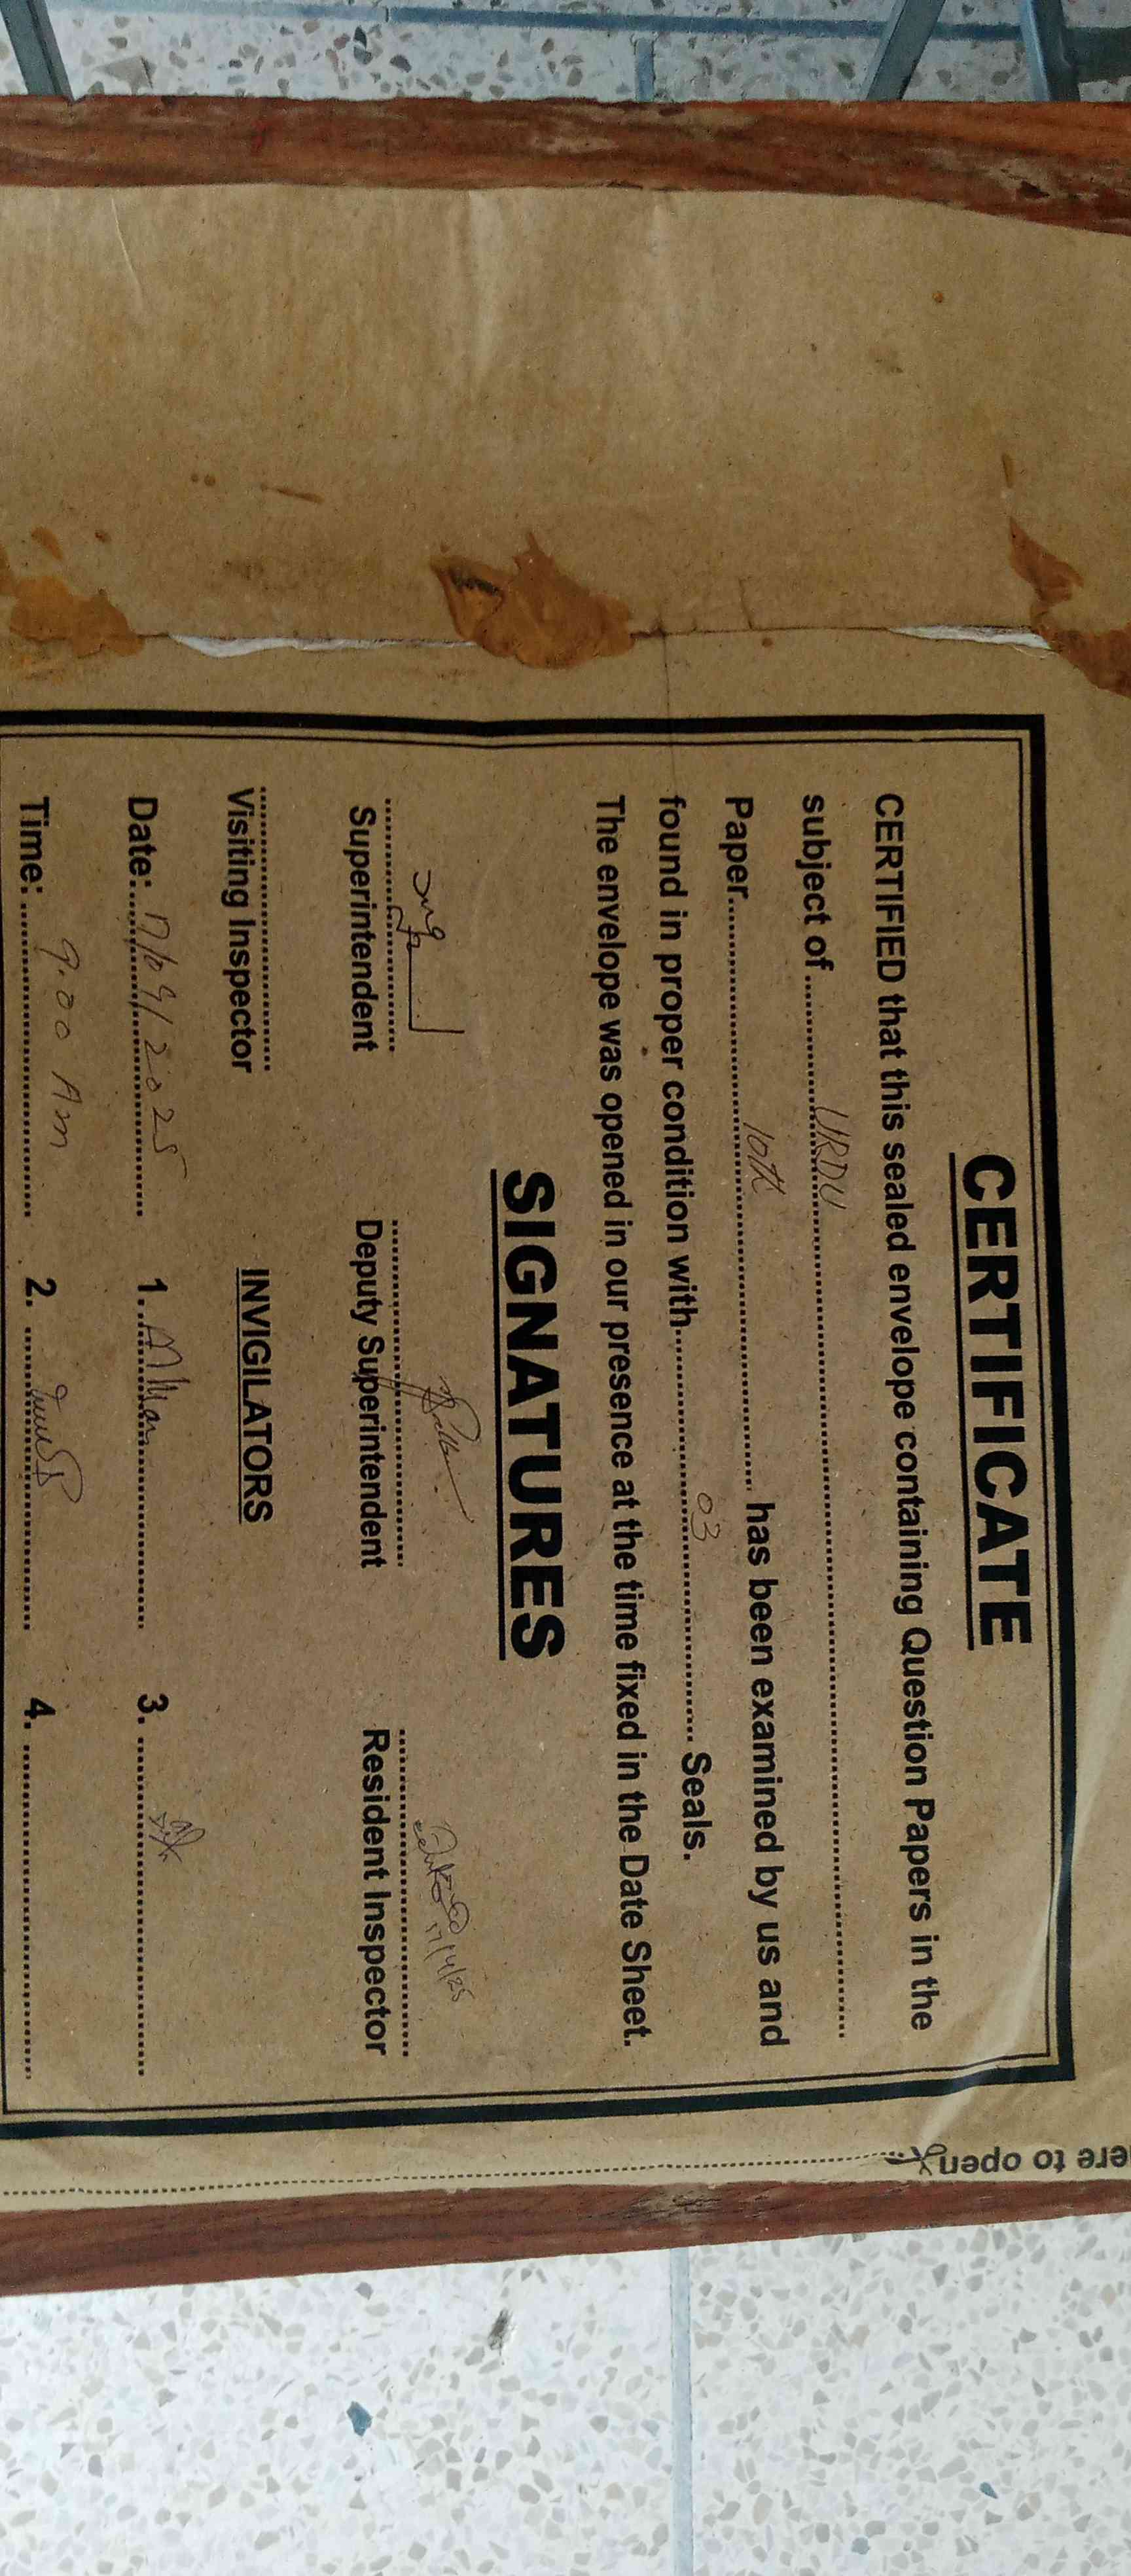 CERTIFICATE
CERTIFIED that this sealed envelope containing Question Papers in the
subject of ............ URDU ............
Paper............ 10th ............ has been examined by us and
found in proper condition with............ 03 ............ Seals.
The envelope was opened in our presence at the time fixed in the Date Sheet.
SIGNATURES
17/4/25
Superintendent Deputy Superintendent Resident Inspector
Visiting Inspector INVIGILATORS
Date:............ 1. ............ 3. ............
Time: ............ 9.00 Am ............ 2. ............ 4. ............
ere to open